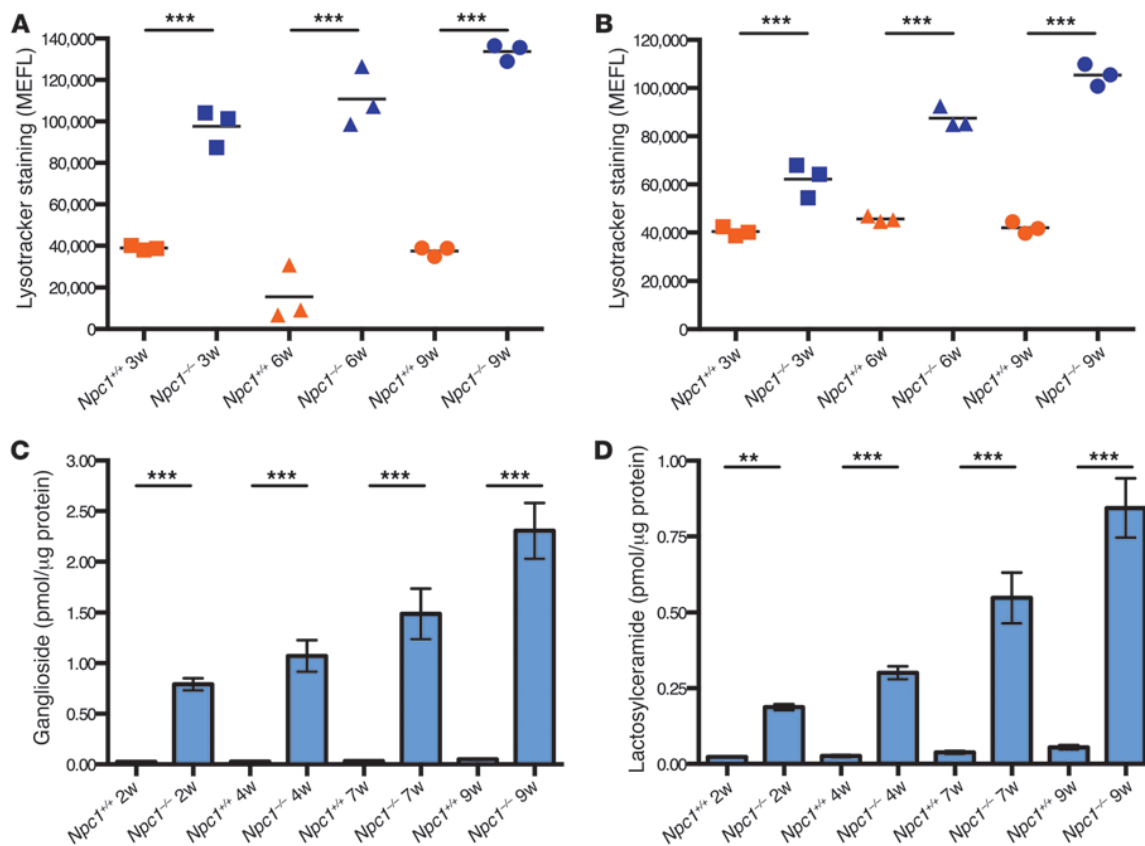 A
*** *** ***
Lysotracker staining (MEFL)
140,000
120,000
100,000
80,000
60,000
40,000
20,000
0
Npc1+/+ 3w
Npc1−/− 3w
Npc1+/+ 6w
Npc1−/− 6w
Npc1+/+ 9w
Npc1−/− 9w
B
*** *** ***
Lysotracker staining (MEFL)
120,000
100,000
80,000
60,000
40,000
20,000
0
Npc1+/+ 3w
Npc1−/− 3w
Npc1+/+ 6w
Npc1−/− 6w
Npc1+/+ 9w
Npc1−/− 9w
C
*** *** *** ***
Ganglioside (pmol/μg protein)
3.00
2.50
2.00
1.50
1.00
0.50
0.00
Npc1+/+ 2w
Npc1−/− 2w
Npc1+/+ 4w
Npc1−/− 4w
Npc1+/+ 7w
Npc1−/− 7w
Npc1+/+ 9w
Npc1−/− 9w
D
** *** *** ***
Lactosylceramide (pmol/μg protein)
1.00
0.75
0.50
0.25
0.00
Npc1+/+ 2w
Npc1−/− 2w
Npc1+/+ 4w
Npc1−/− 4w
Npc1+/+ 7w
Npc1−/− 7w
Npc1+/+ 9w
Npc1−/− 9w